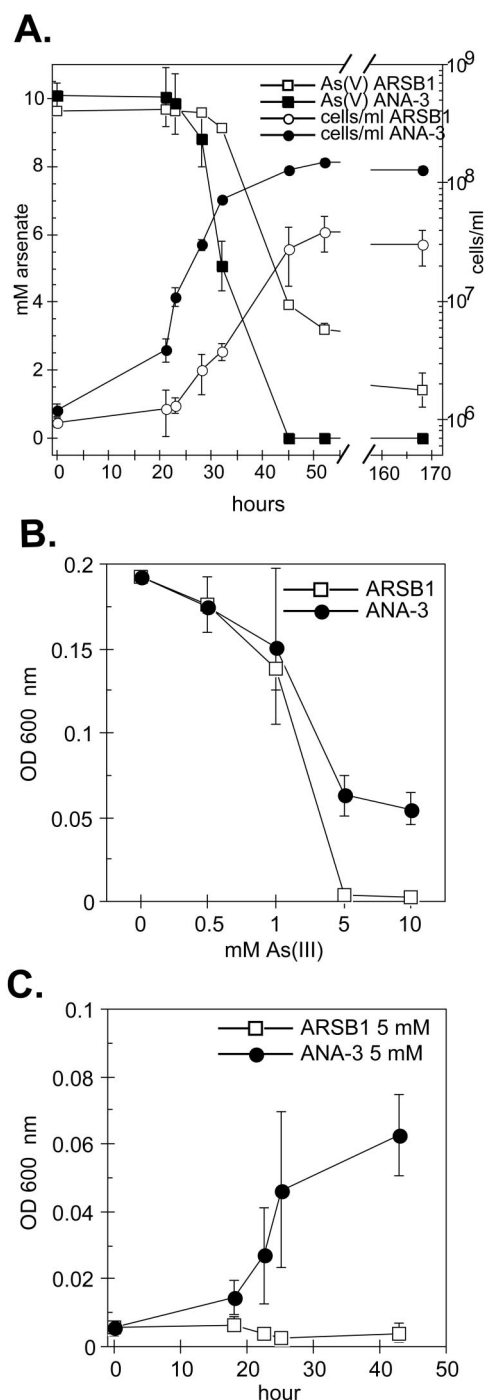 A.
10
8
6
4
2
0
mM arsenate
As(V) ARSB1
As(V) ANA-3
cells/ml ARSB1
cells/ml ANA-3
10^9
10^8
10^7
10^6
cells/ml
0 10 20 30 40 50 160 170
hours
B.
0.2
0.15
0.1
0.05
0
OD 600 nm
ARSB1
ANA-3
0 0.5 1 5 10
mM As(III)
C.
0.1
0.08
0.06
0.04
0.02
0
OD 600 nm
ARSB1 5 mM
ANA-3 5 mM
0 10 20 30 40 50
hour